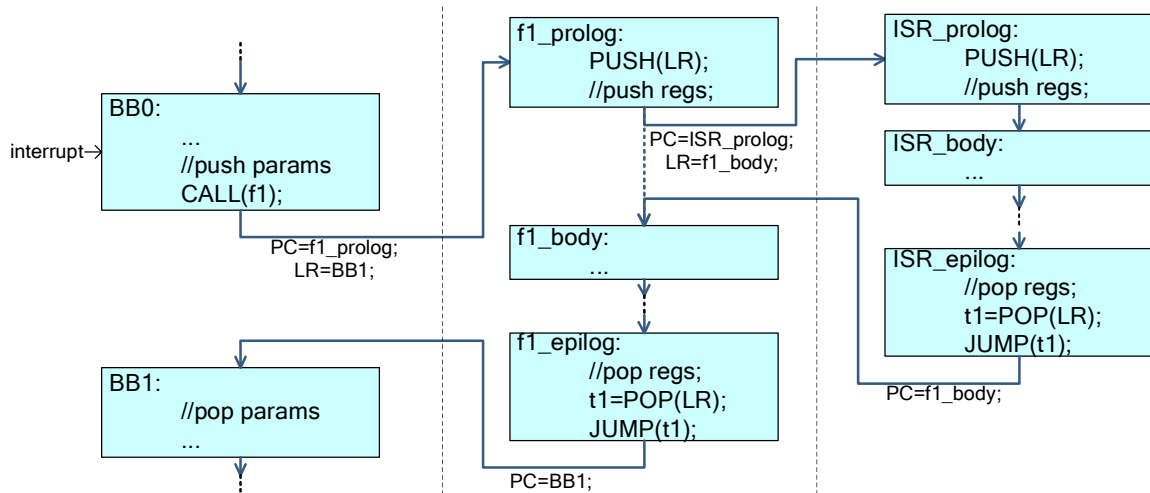 interrupt
BB0:
...
//push params
CALL(f1);
PC=f1_prolog;
LR=BB1;
BB1:
//pop params
...
f1_prolog:
PUSH(LR);
//push regs;
PC=ISR_prolog;
LR=f1_body;
f1_body:
...
f1_epilog:
//pop regs;
t1=POP(LR);
JUMP(t1);
PC=BB1;
ISR_prolog:
PUSH(LR);
//push regs;
ISR_body:
...
ISR_epilog:
//pop regs;
t1=POP(LR);
JUMP(t1);
PC=f1_body;